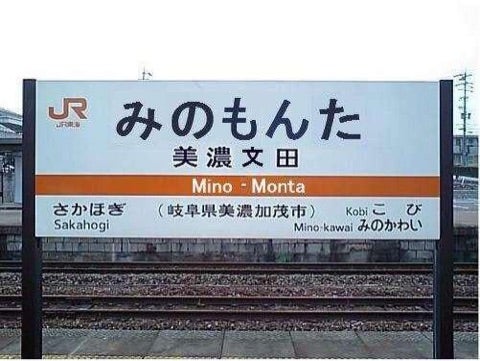 JR
JR東海
みのもんた
美濃文田
Mino - Monta
さかほぎ (岐阜県美濃加茂市) Kobi こび
Sakahogi Mino-kawai みのかわい